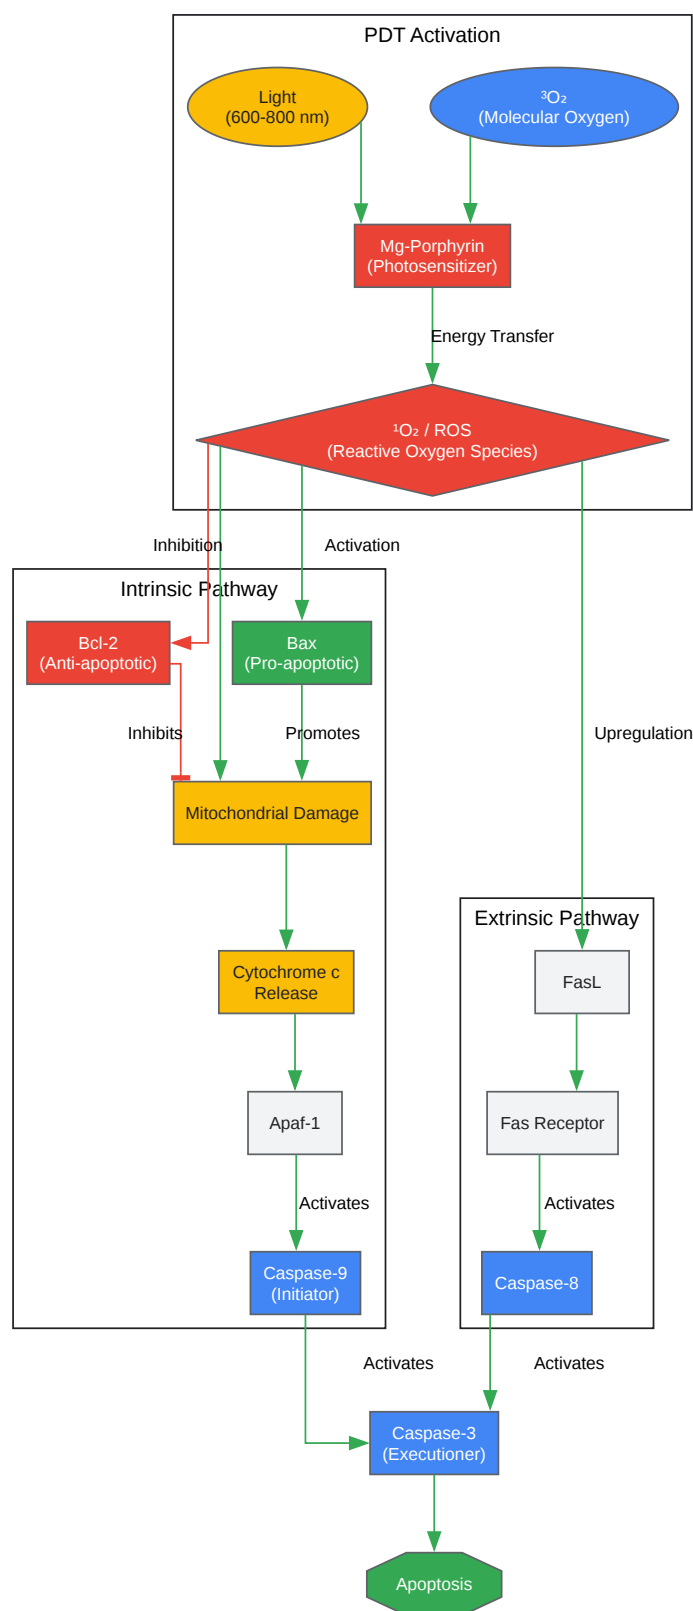 PDT Activation
Light
(600-800 nm)
³O₂
(Molecular Oxygen)
Mg-Porphyrin
(Photosensitizer)
Energy Transfer
¹O₂ / ROS
(Reactive Oxygen Species)
Inhibition
Activation
Intrinsic Pathway
Bcl-2
(Anti-apoptotic)
Bax
(Pro-apoptotic)
Inhibits
Promotes
Upregulation
Mitochondrial Damage
Extrinsic Pathway
Cytochrome c
Release
FasL
Apaf-1
Fas Receptor
Activates
Activates
Caspase-9
(Initiator)
Caspase-8
Activates
Activates
Caspase-3
(Executioner)
Apoptosis